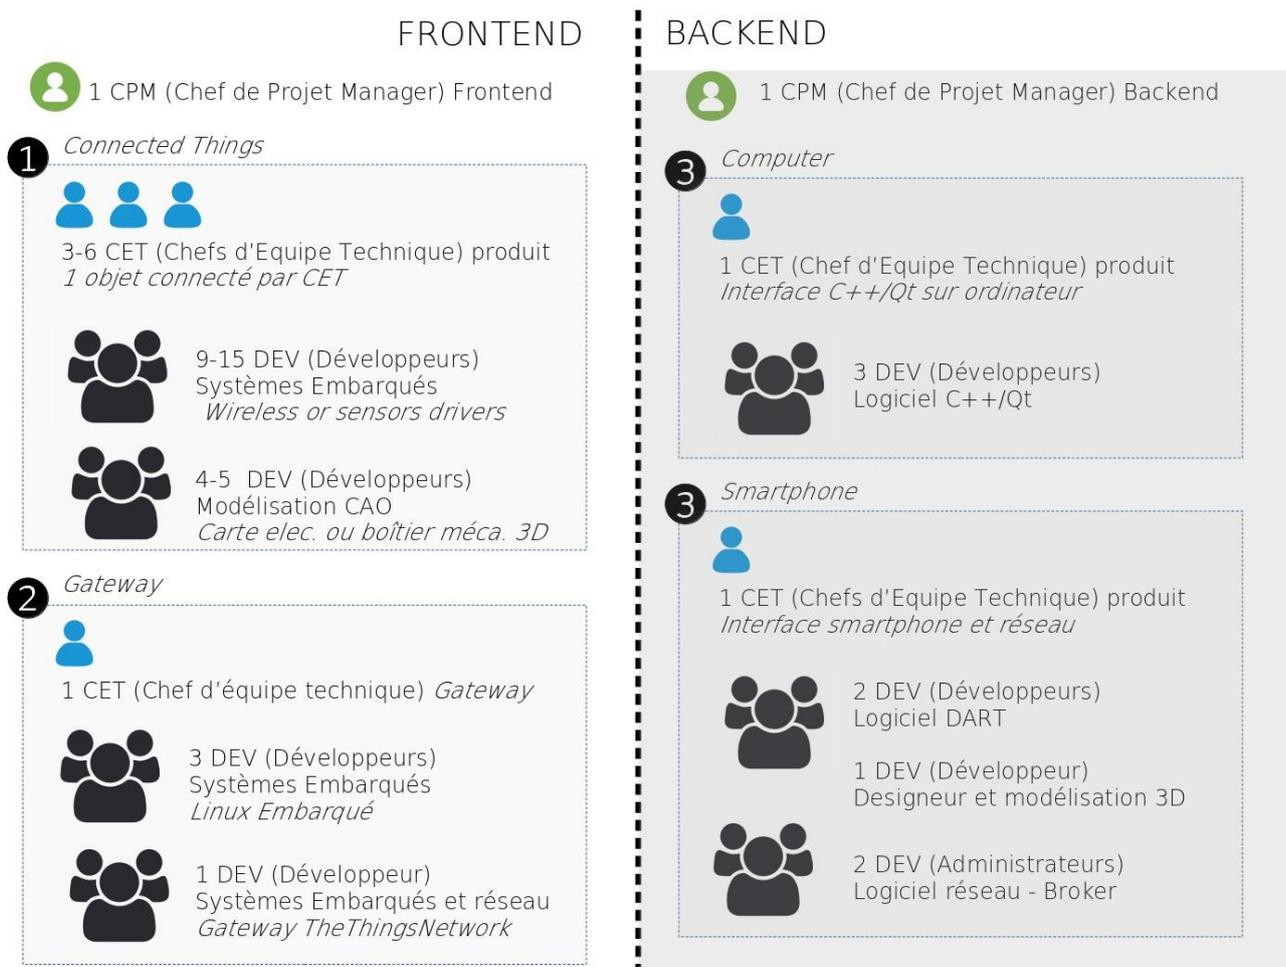 FRONTEND
1 CPM (Chef de Projet Manager) Frontend
1
Connected Things
3-6 CET (Chefs d'Equipe Technique) produit
1 objet connecté par CET
9-15 DEV (Développeurs)
Systèmes Embarqués
Wireless or sensors drivers
4-5 DEV (Développeurs)
Modélisation CAO
Carte elec. ou boîtier méca. 3D
2
Gateway
1 CET (Chef d'équipe technique) Gateway
3 DEV (Développeurs)
Systèmes Embarqués
Linux Embarqué
1 DEV (Développeur)
Systèmes Embarqués et réseau
Gateway TheThingsNetwork
BACKEND
1 CPM (Chef de Projet Manager) Backend
3
Computer
1 CET (Chef d'Equipe Technique) produit
Interface C++/Qt sur ordinateur
3 DEV (Développeurs)
Logiciel C++/Qt
3
Smartphone
1 CET (Chefs d'Equipe Technique) produit
Interface smartphone et réseau
2 DEV (Développeurs)
Logiciel DART
1 DEV (Développeur)
Designeur et modélisation 3D
2 DEV (Administrateurs)
Logiciel réseau - Broker